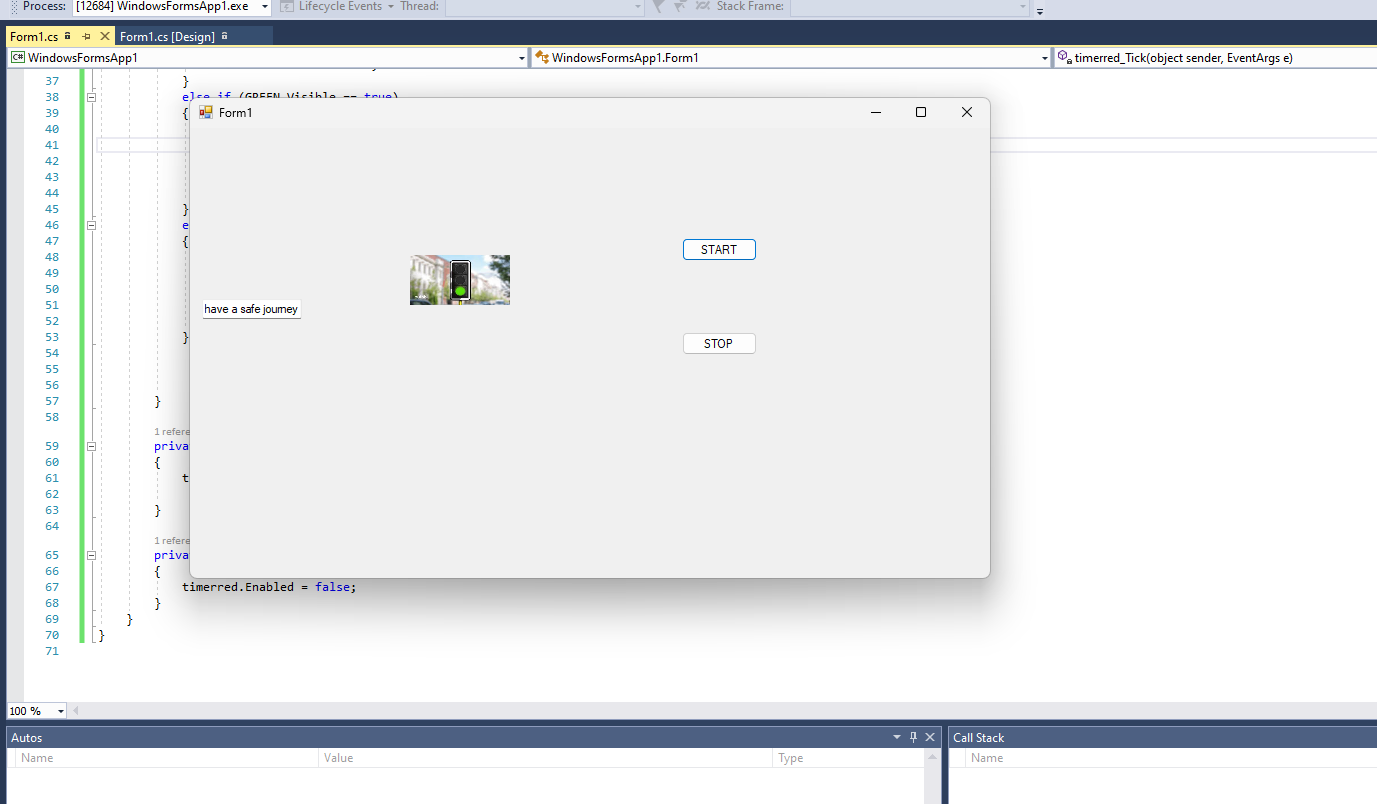 Process: [12684] WindowsFormsApp1.exe Lifecycle Events Thread: Stack Frame:
Form1.cs Form1.cs [Design]
C# WindowsFormsApp1 WindowsFormsApp1.Form1 timerred_Tick(object sender, EventArgs e)
37 }
38 else if (GREEN.Visible == true)
39 {
40
41
42
43
44
45 }
46 e
47 {
48
49
50
51
52
53 }
54
55
56
57 }
58
1 refere
59 priva
60 {
61 t
62
63 }
64
1 refere
65 priva
66 {
67 timerred.Enabled = false;
68 }
69 }
70 }
71
Form1
START
have a safe journey
STOP
100 %
Autos
Name Value Type
Call Stack
Name